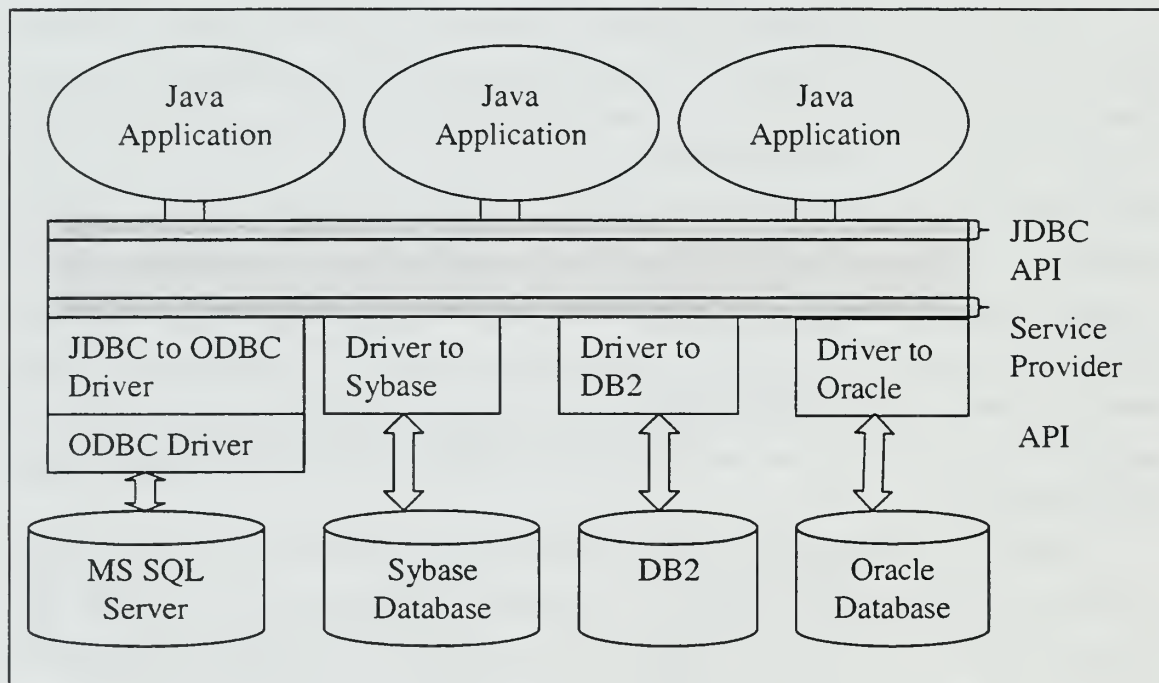 Java
Application
Java
Application
Java
Application
JDBC
API
Service
Provider
API
JDBC to ODBC
Driver
ODBC Driver
Driver to
Sybase
Driver to
DB2
Driver to
Oracle
MS SQL
Server
Sybase
Database
DB2
Oracle
Database